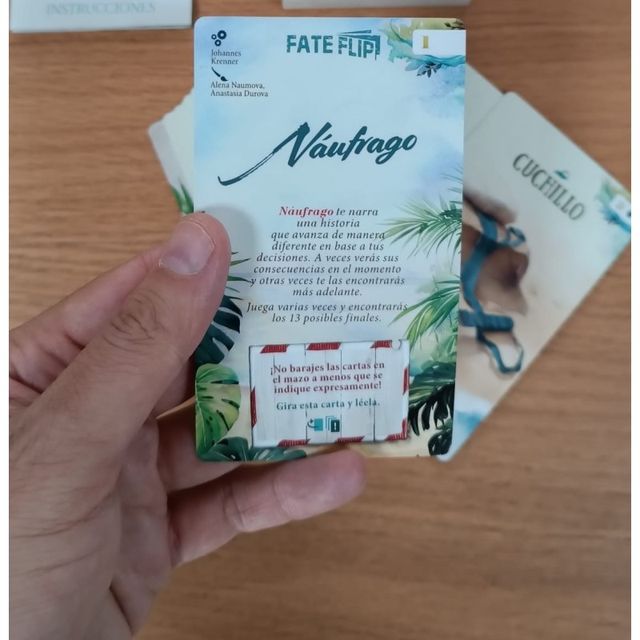 INSTRUCCIONES
Johannes
Krenner
Alena Naumova,
Anastasia Durova
FATE FLIP
1
Náufrago
Náufrago te narra
una historia
que avanza de manera
diferente en base a tus
decisiones. A veces verás sus
consecuencias en el momento
y otras veces te las encontrarás
más adelante.
Juega varias veces y encontrarás
los 13 posibles finales.
¡No barajes las cartas en
el mazo a menos que se
indique expresamente!
Gira esta carta y léela.
CUCHILLO